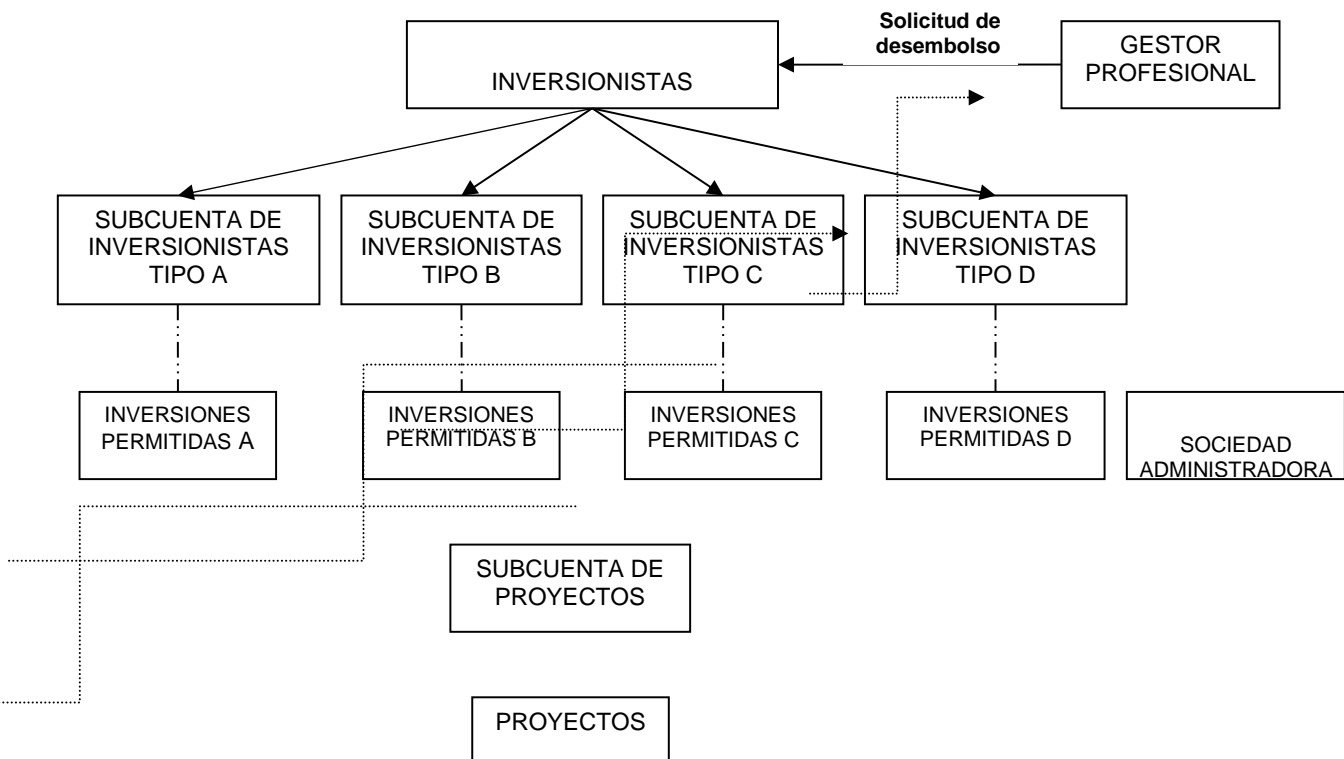 Solicitud de
desembolso
GESTOR
PROFESIONAL
INVERSIONISTAS
SUBCUENTA DE
INVERSIONISTAS
TIPO A
SUBCUENTA DE
INVERSIONISTAS
TIPO B
SUBCUENTA DE
INVERSIONISTAS
TIPO C
SUBCUENTA DE
INVERSIONISTAS
TIPO D
INVERSIONES
PERMITIDAS A
INVERSIONES
PERMITIDAS B
INVERSIONES
PERMITIDAS C
INVERSIONES
PERMITIDAS D
SOCIEDAD
ADMINISTRADORA
SUBCUENTA DE
PROYECTOS
PROYECTOS